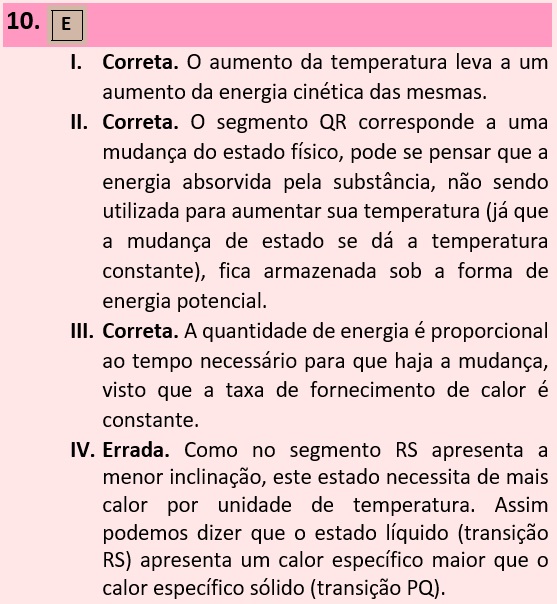 10. E
I. Correta. O aumento da temperatura leva a um
aumento da energia cinética das mesmas.
II. Correta. O segmento QR corresponde a uma
mudança do estado físico, pode se pensar que a
energia absorvida pela substância, não sendo
utilizada para aumentar sua temperatura (já que
a mudança de estado se dá a temperatura
constante), fica armazenada sob a forma de
energia potencial.
III. Correta. A quantidade de energia é proporcional
ao tempo necessário para que haja a mudança,
visto que a taxa de fornecimento de calor é
constante.
IV. Errada. Como no segmento RS apresenta a
menor inclinação, este estado necessita de mais
calor por unidade de temperatura. Assim
podemos dizer que o estado líquido (transição
RS) apresenta um calor específico maior que o
calor específico sólido (transição PQ).